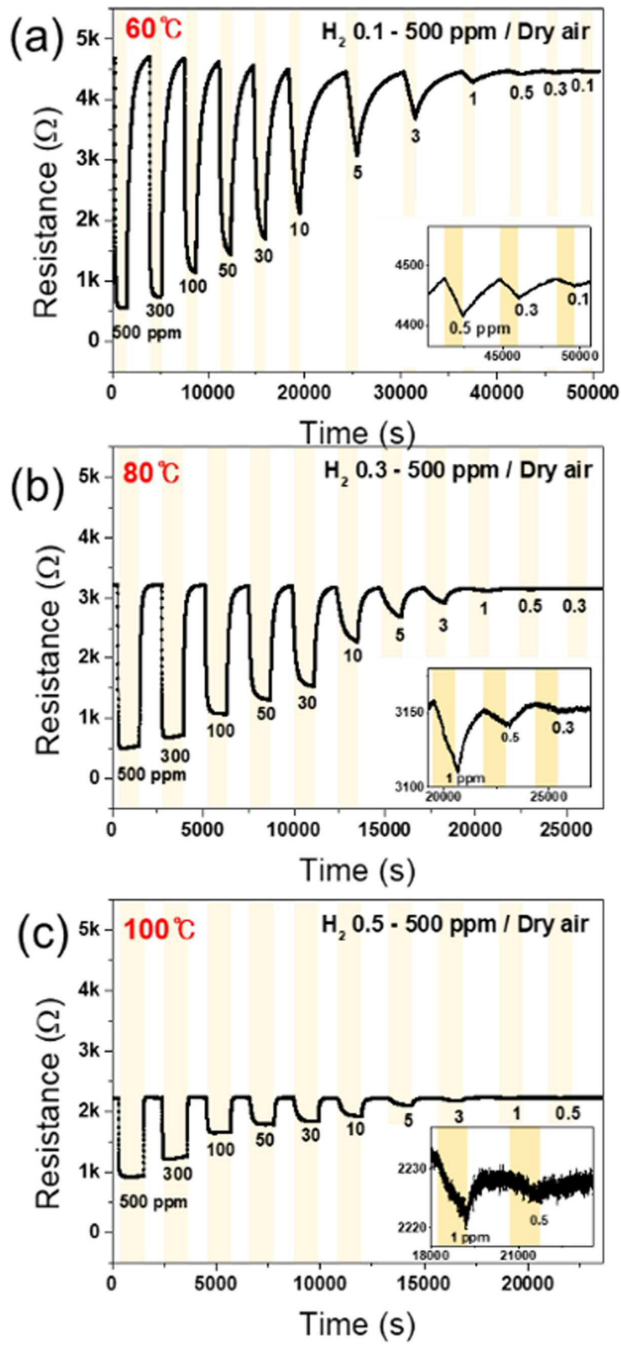 (a)
60℃
H₂ 0.1 - 500 ppm / Dry air
5k
4k
3k
2k
1k
0
Resistance (Ω)
500 ppm
300
100
50
30
10
5
3
1
0.5
0.3
0.1
4500
4400
0.5 ppm
0.3
0.1
45000
50000
0
10000
20000
30000
40000
50000
Time (s)
(b)
80℃
H₂ 0.3 - 500 ppm / Dry air
5k
4k
3k
2k
1k
0
Resistance (Ω)
500 ppm
300
100
50
30
10
5
3
1
0.5
0.3
3150
3100
1 ppm
0.5
0.3
20000
25000
0
5000
10000
15000
20000
25000
Time (s)
(c)
100℃
H₂ 0.5 - 500 ppm / Dry air
5k
4k
3k
2k
1k
0
Resistance (Ω)
500 ppm
300
100
50
30
10
5
3
1
0.5
2230
2220
1 ppm
0.5
18000
21000
0
5000
10000
15000
20000
Time (s)